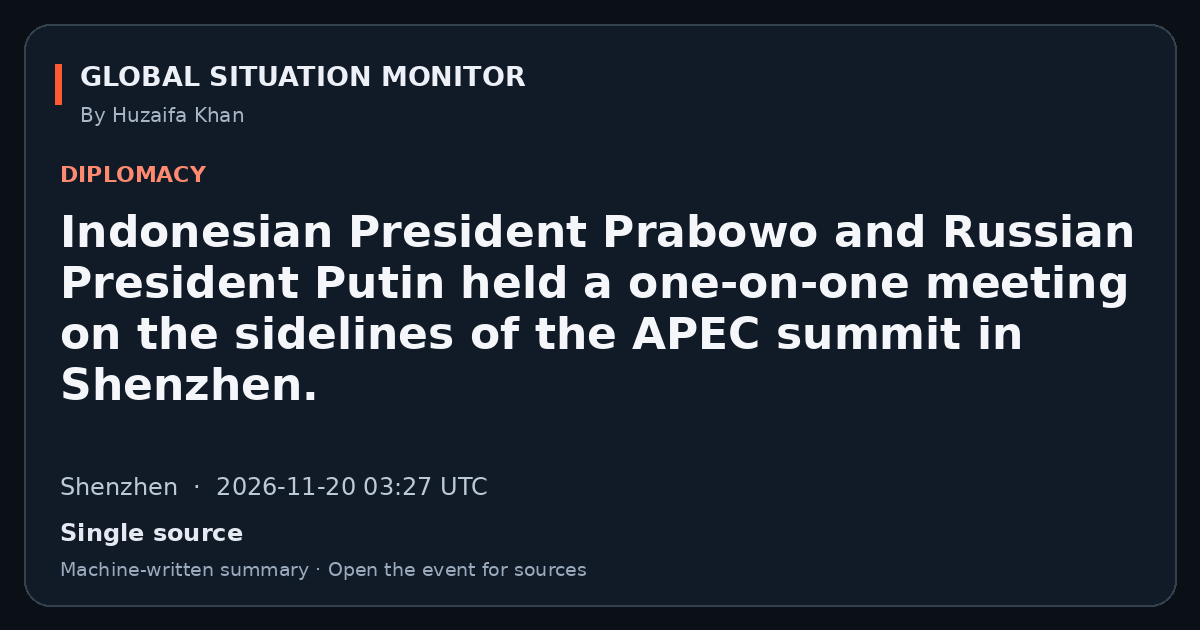 GLOBAL SITUATION MONITOR
By Huzaifa Khan
DIPLOMACY
Indonesian President Prabowo and Russian
President Putin held a one-on-one meeting
on the sidelines of the APEC summit in
Shenzhen.
Shenzhen · 2026-11-20 03:27 UTC
Single source
Machine-written summary · Open the event for sources